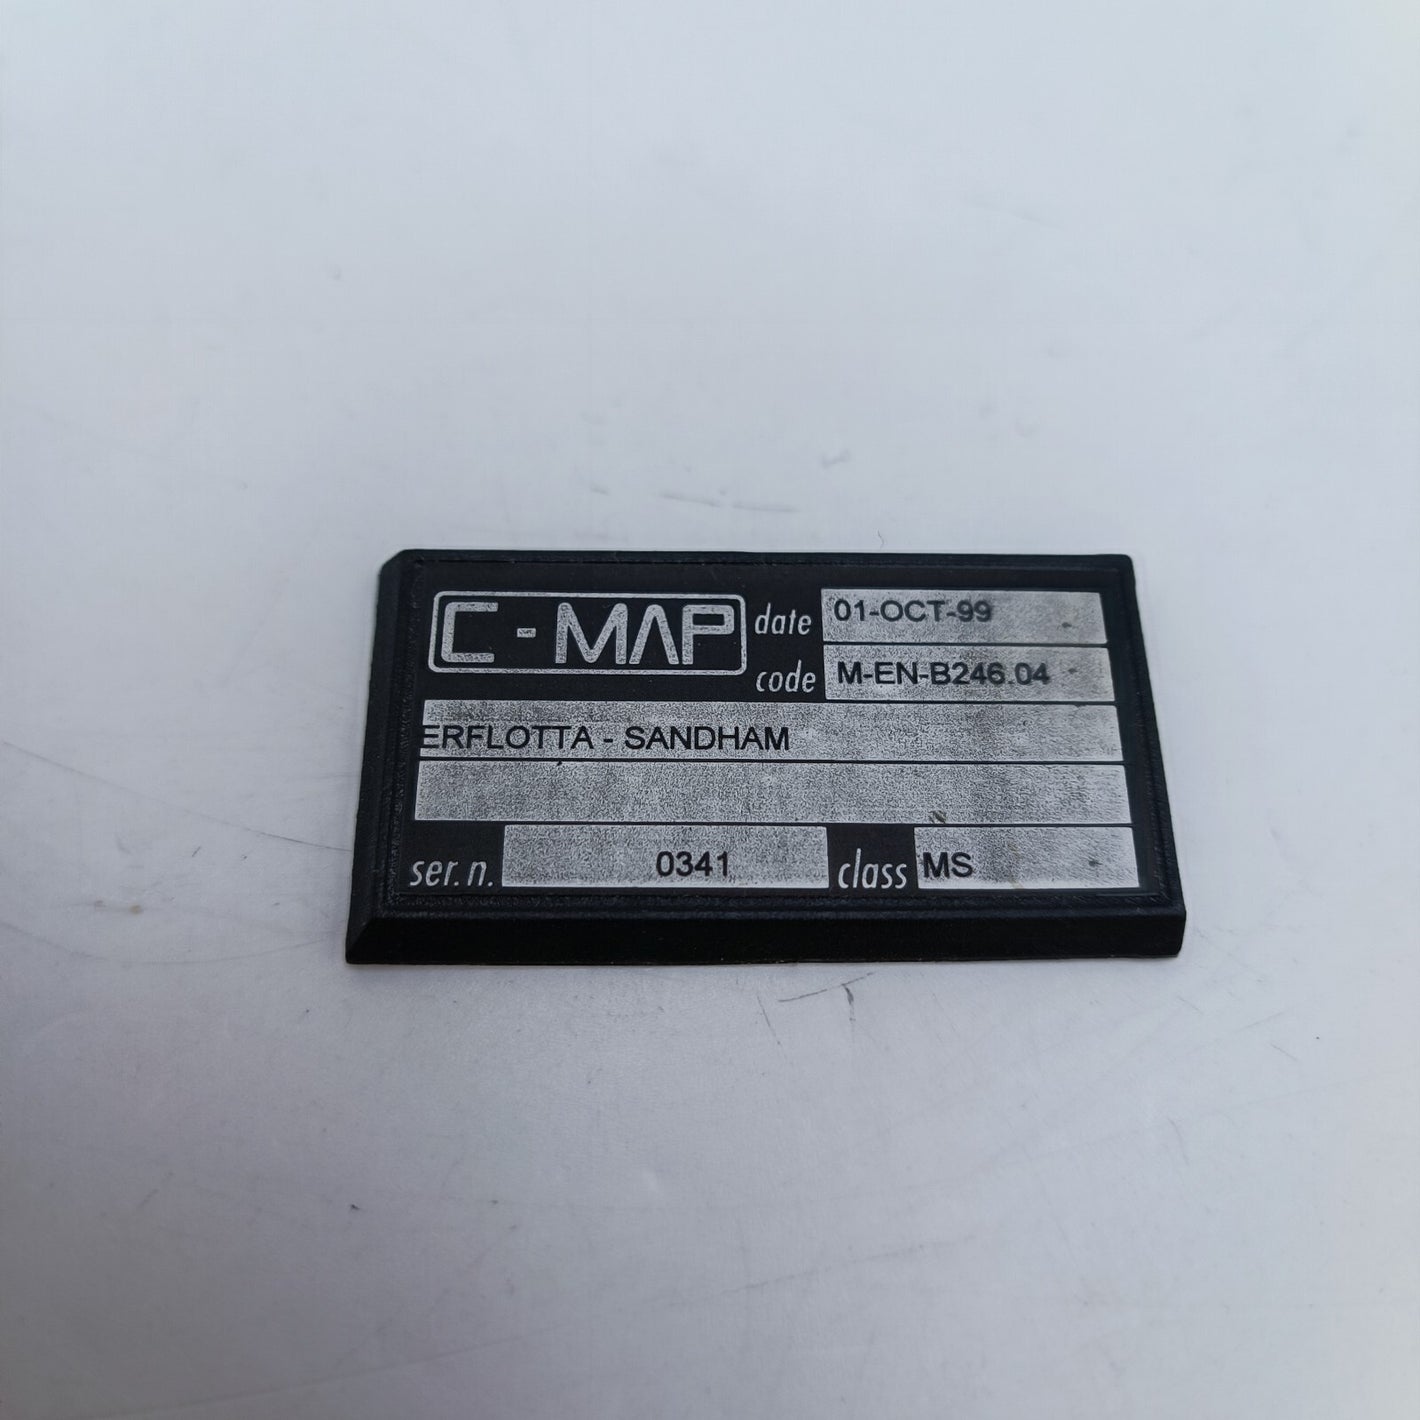 C-MAP
date 01-OCT-99
code M-EN-B246.04
ERFLOTTA - SANDHAM
ser. n. 0341 class MS